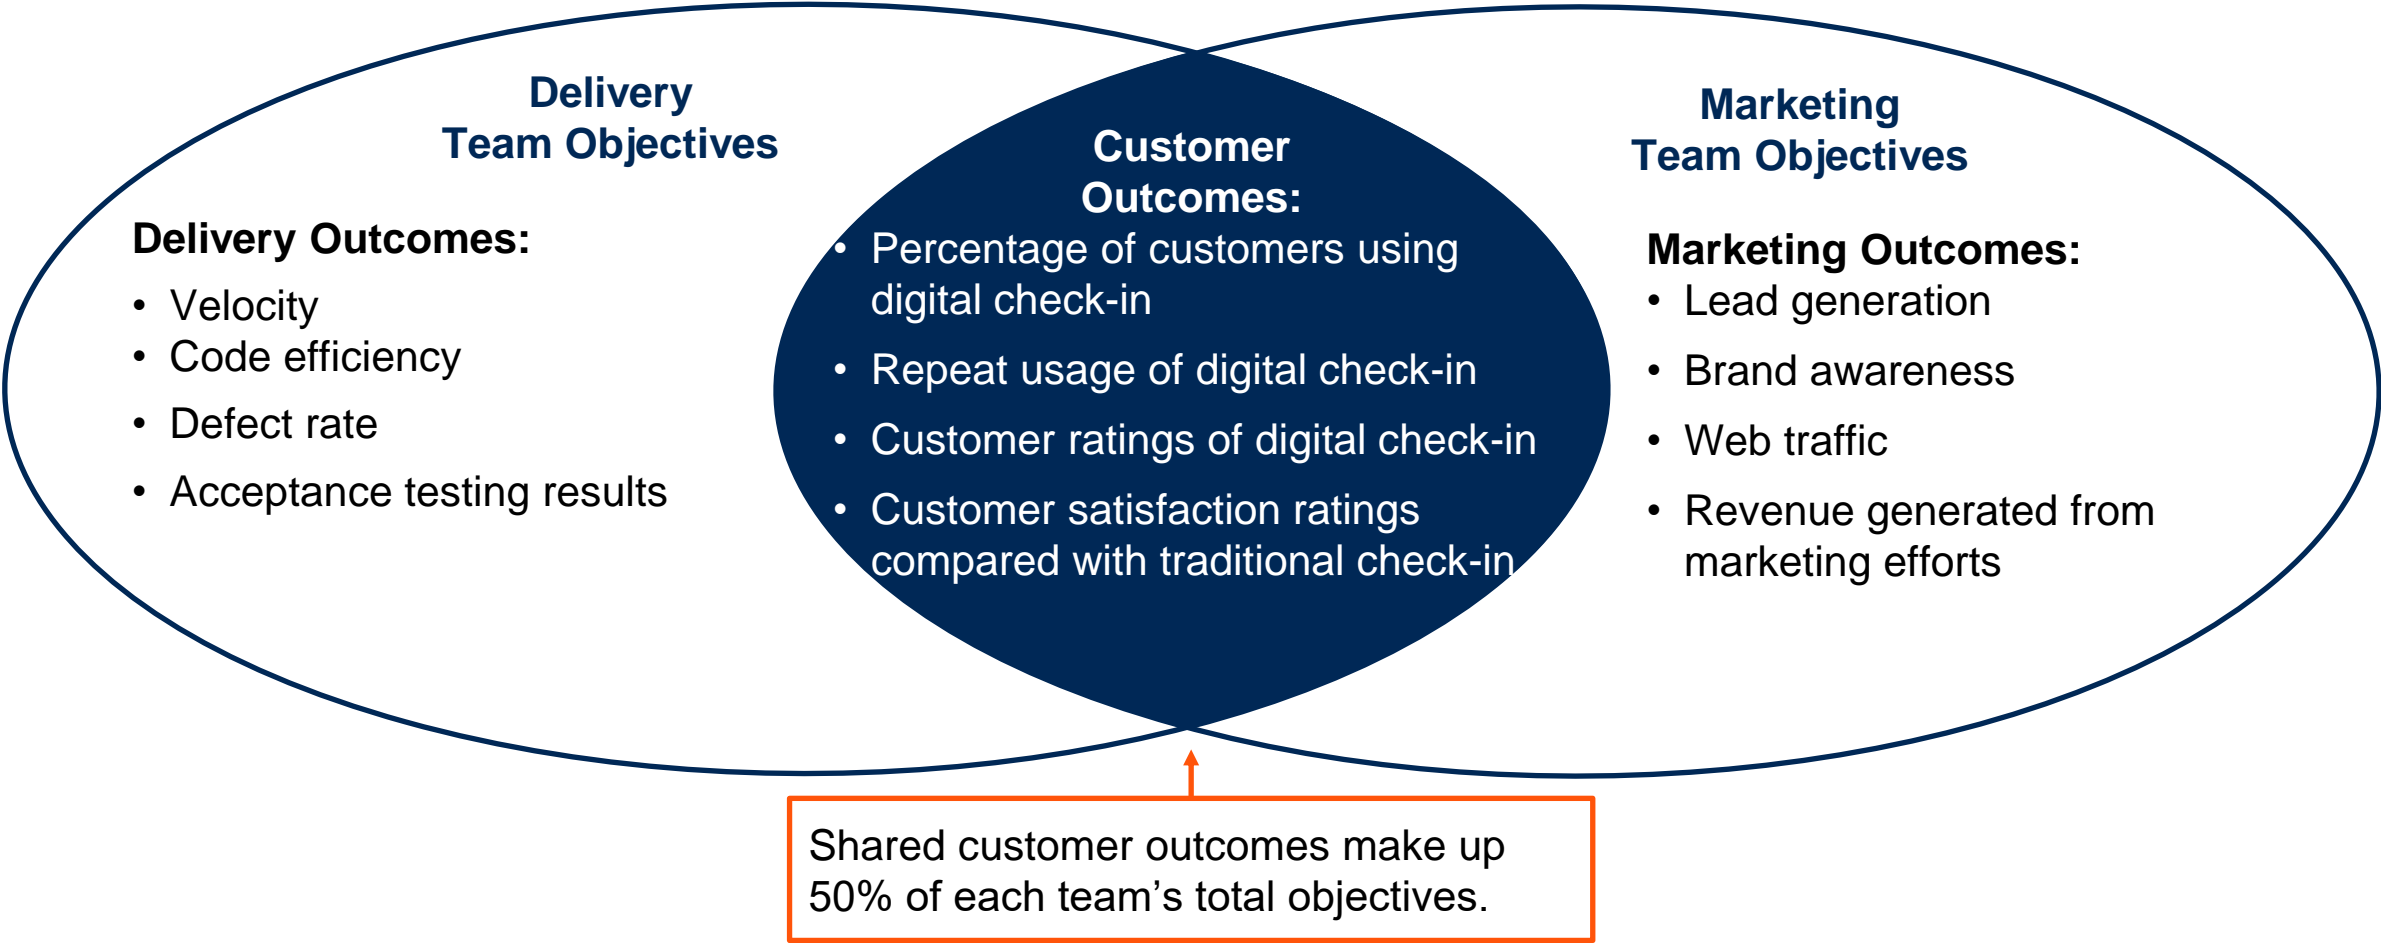 Delivery
Team Objectives
Delivery Outcomes:
• Velocity
• Code efficiency
• Defect rate
• Acceptance testing results
Customer
Outcomes:
• Percentage of customers using
digital check-in
• Repeat usage of digital check-in
• Customer ratings of digital check-in
• Customer satisfaction ratings
compared with traditional check-in
Marketing
Team Objectives
Marketing Outcomes:
• Lead generation
• Brand awareness
• Web traffic
• Revenue generated from
marketing efforts
Shared customer outcomes make up
50% of each team’s total objectives.